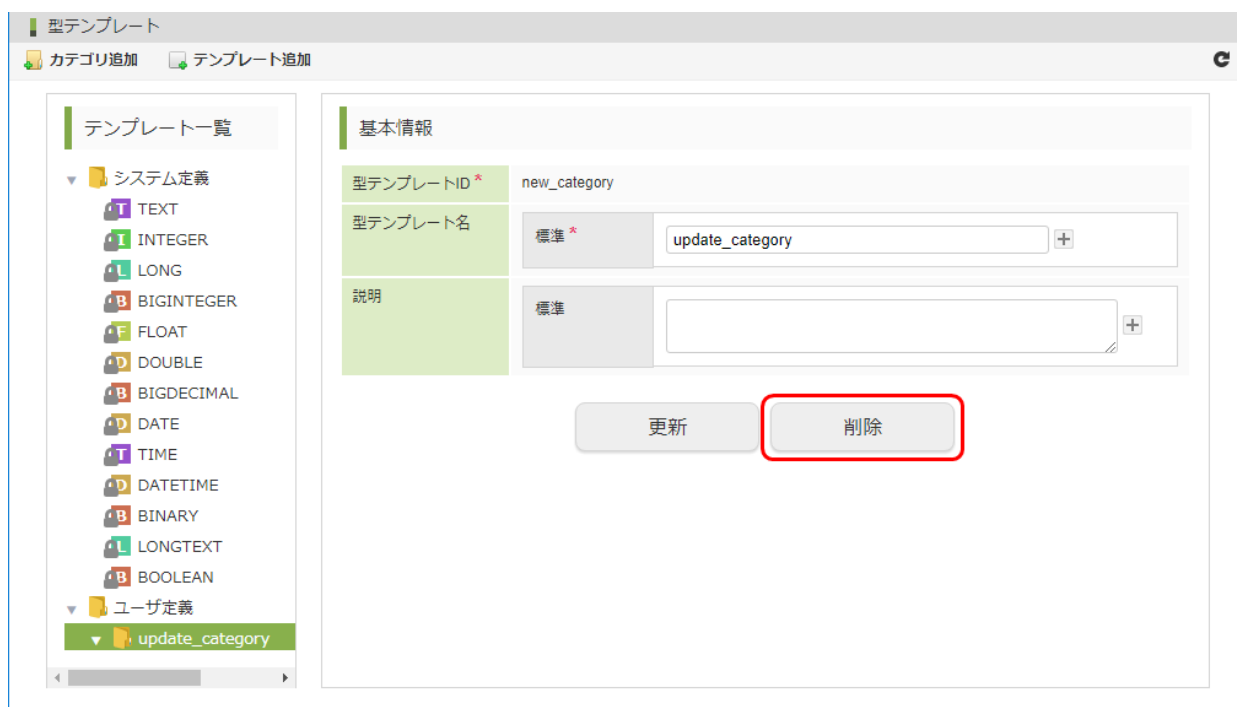 型テンプレート
カテゴリ追加 テンプレート追加
テンプレート一覧
システム定義
T TEXT
I INTEGER
L LONG
B BIGINTEGER
F FLOAT
D DOUBLE
B BIGDECIMAL
D DATE
T TIME
D DATETIME
B BINARY
L LONGTEXT
B BOOLEAN
ユーザ定義
update_category
基本情報
型テンプレートID * new_category
型テンプレート名 標準 * update_category
説明 標準
更新 削除